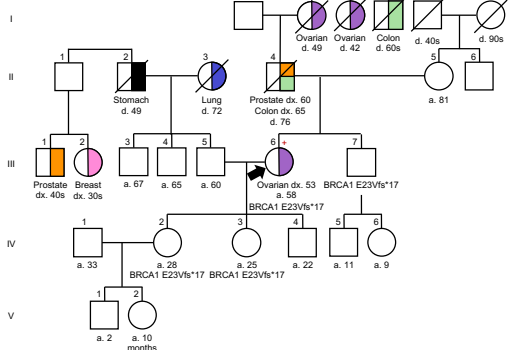 I
Ovarian Ovarian Colon
d. 49 d. 42 d. 60s d. 40s d. 90s
1 2 3 4 5 6
II
Stomach Lung Prostate dx. 60 a. 81
d. 49 d. 72 Colon dx. 65
d. 76
1 2 3 4 5 6 + 7
III
Prostate Breast a. 67 a. 65 a. 60 Ovarian dx. 53 BRCA1 E23Vfs*17
dx. 40s dx. 30s a. 58
BRCA1 E23Vfs*17
1 2 3 4 5 6
IV
a. 33 a. 28 a. 25 a. 22 a. 11 a. 9
BRCA1 E23Vfs*17 BRCA1 E23Vfs*17
1 2
V
a. 2 a. 10
months